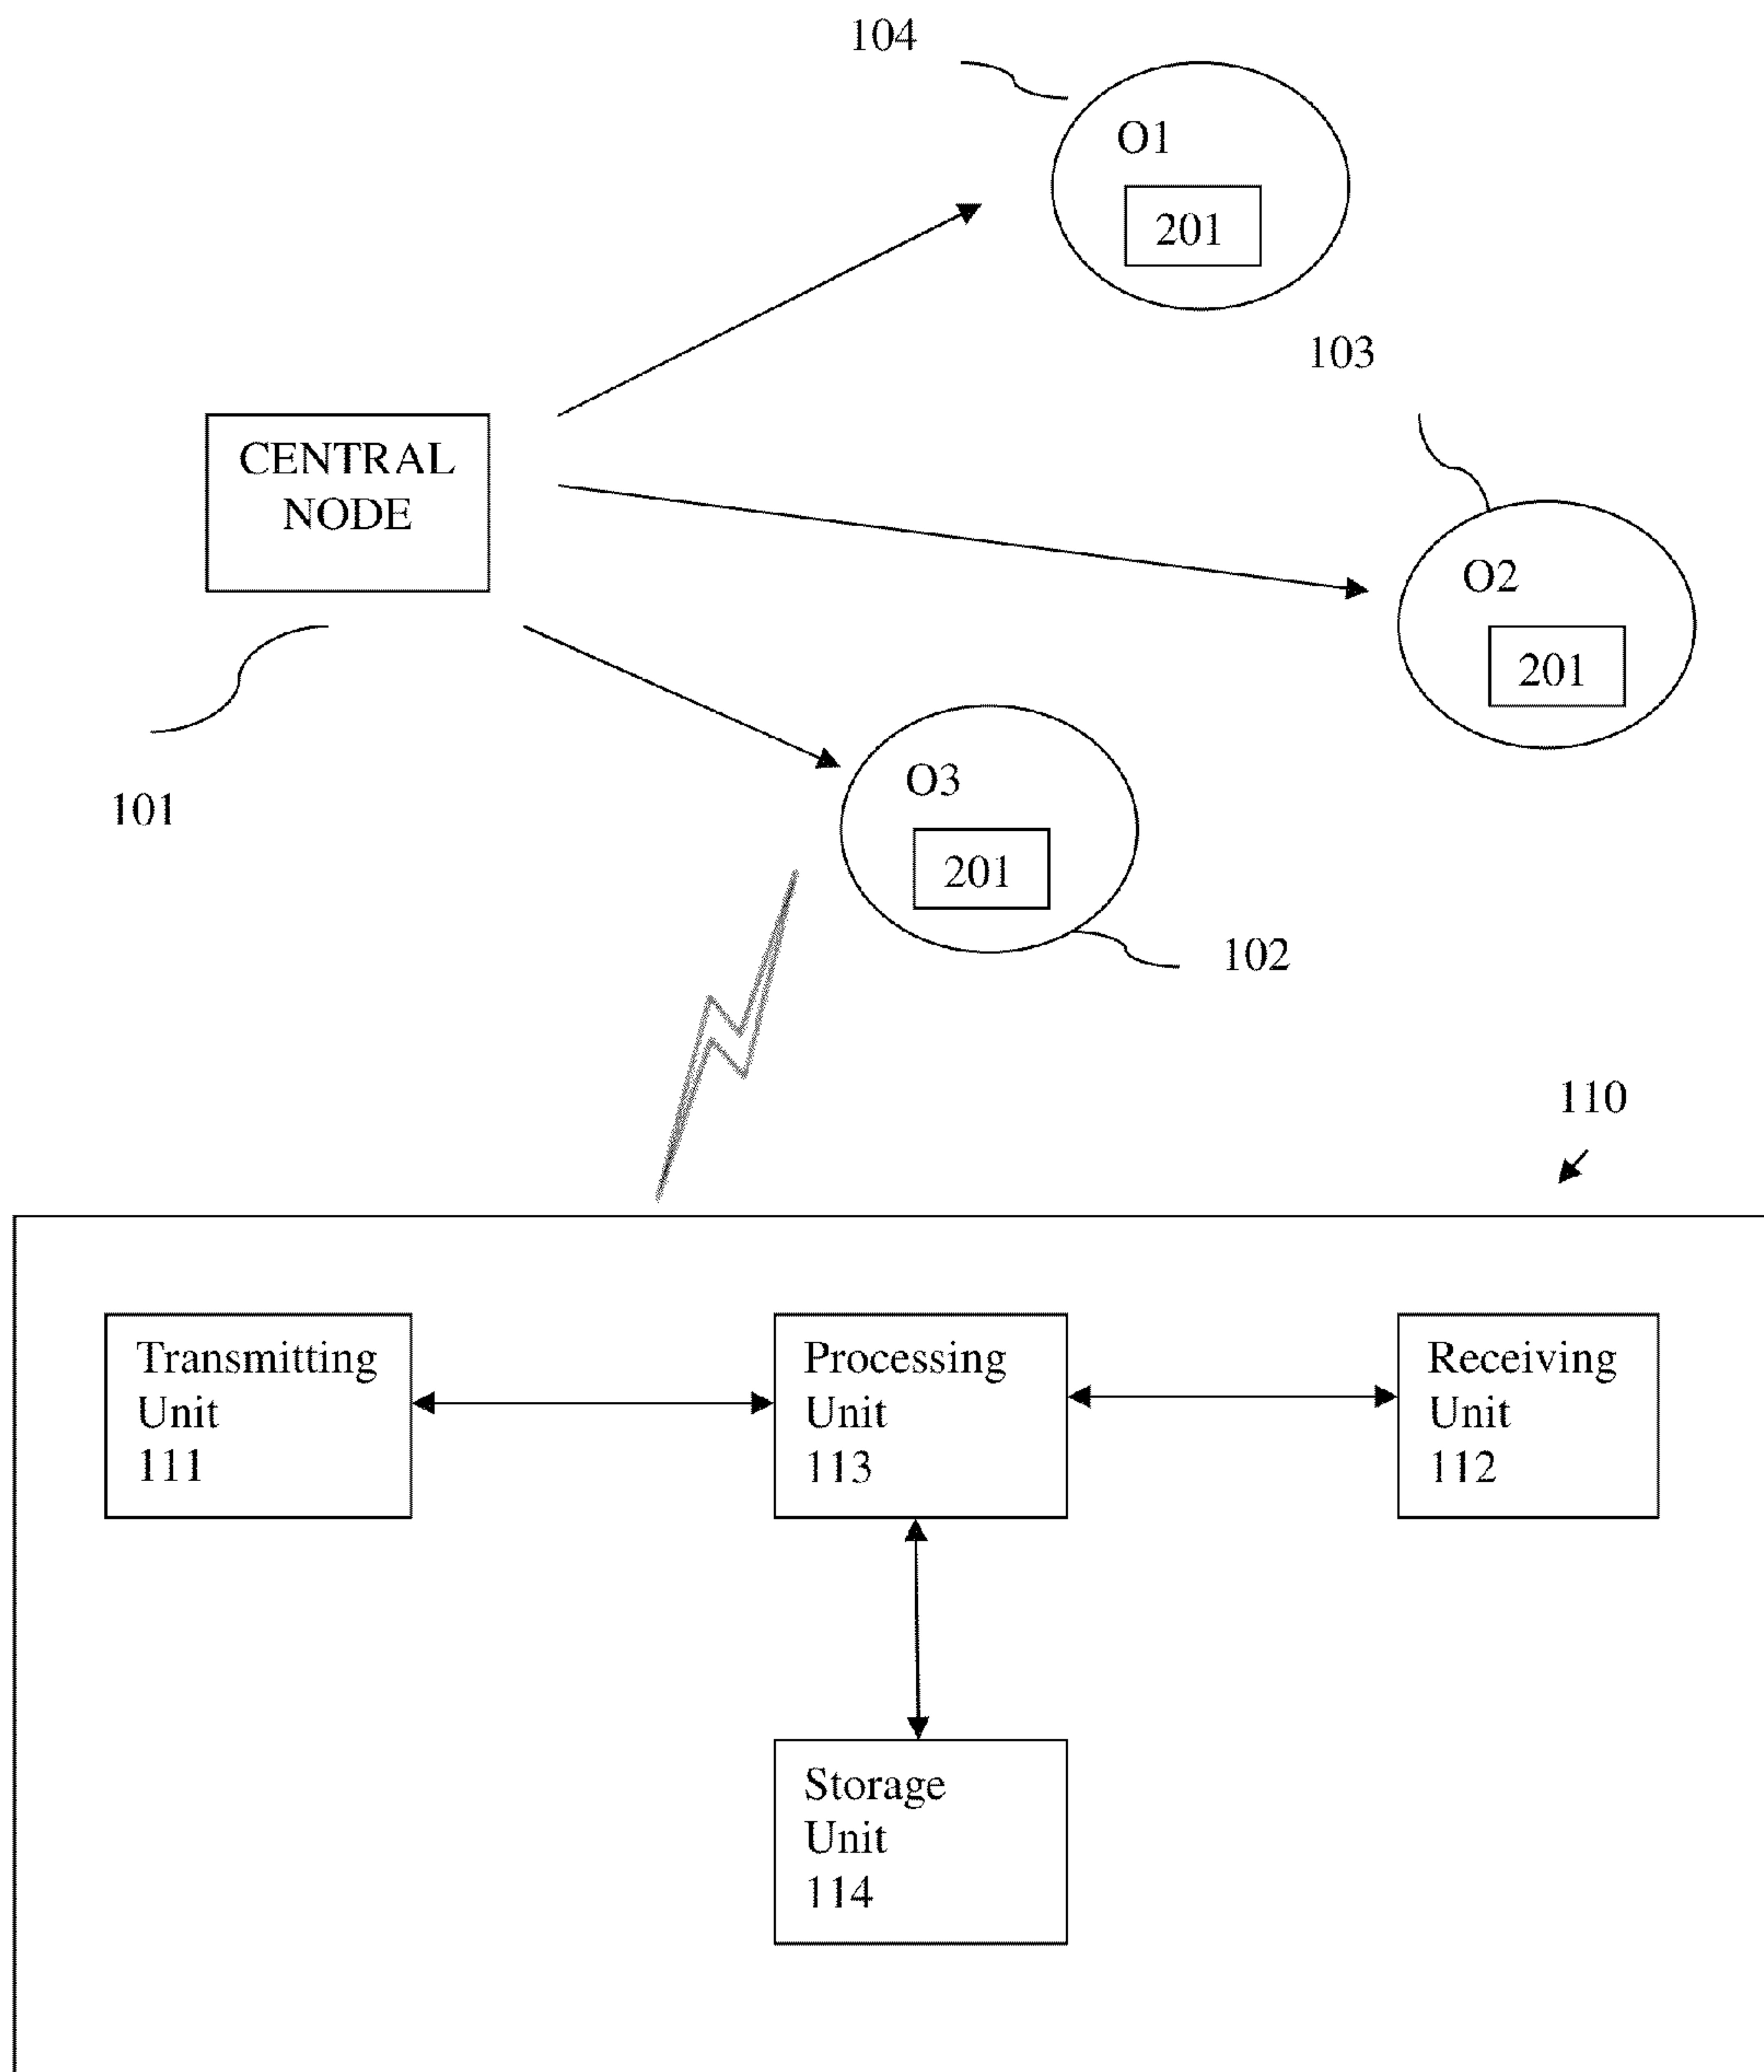 104
O1
201
103
CENTRAL
NODE
O2
201
O3
201
101
102
110
Transmitting
Unit
111
Processing
Unit
113
Receiving
Unit
112
Storage
Unit
114